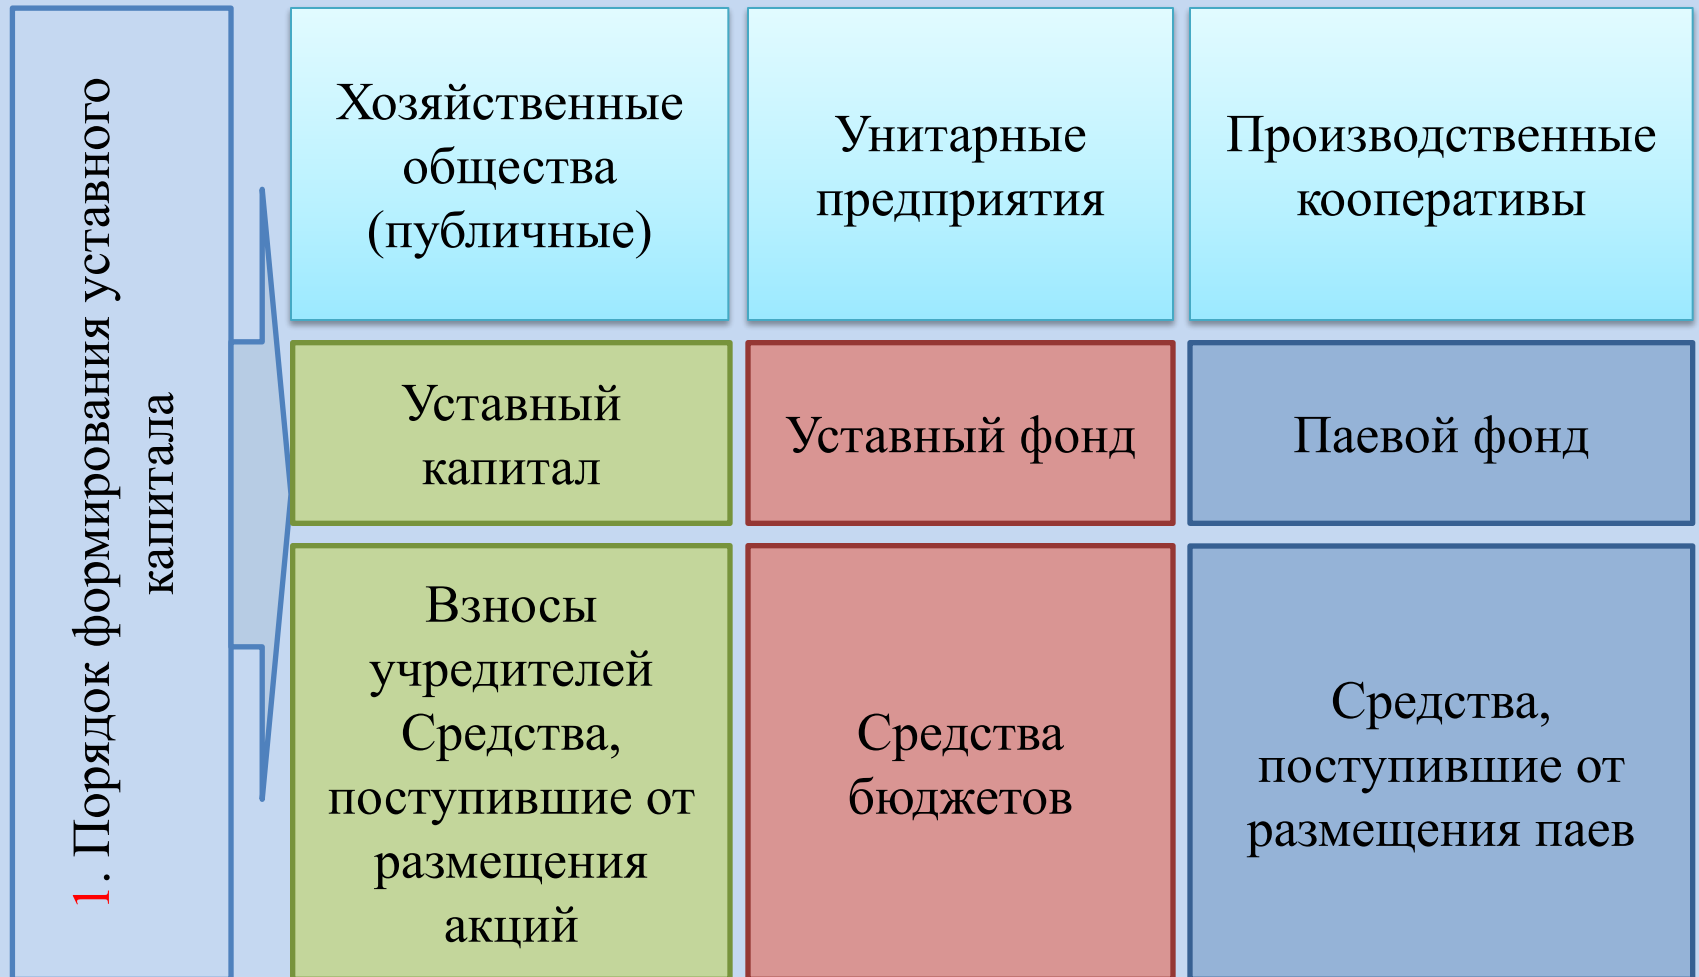 1. Порядок формирования уставного
капитала
Хозяйственные
общества
(публичные)
Унитарные
предприятия
Производственные
кооперативы
Уставный
капитал
Уставный фонд
Паевой фонд
Взносы
учредителей
Средства,
поступившие от
размещения
акций
Средства
бюджетов
Средства,
поступившие от
размещения паев